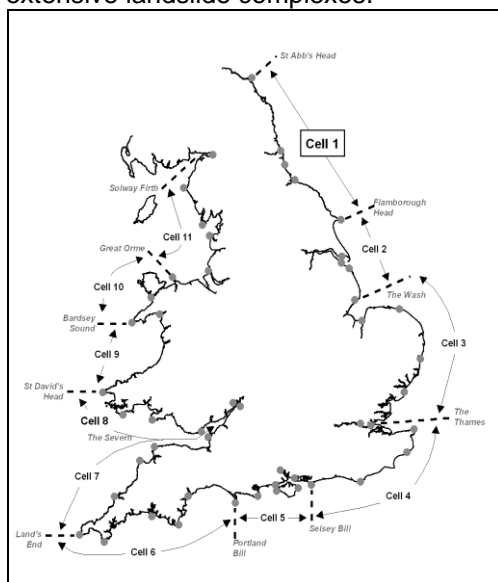 extensive landslide complexes.
St Abb's Head
Cell 1
Solway Firth
Flamborough
Head
Great Orme
Cell 11
Cell 2
Cell 10
The Wash
Bardsey
Sound
Cell 3
Cell 9
St David's
Head
Cell 8
The Severn
The
Thames
Cell 7
Cell 4
Land's
End
Cell 6
Portland
Bill
Cell 5
Selsey Bill